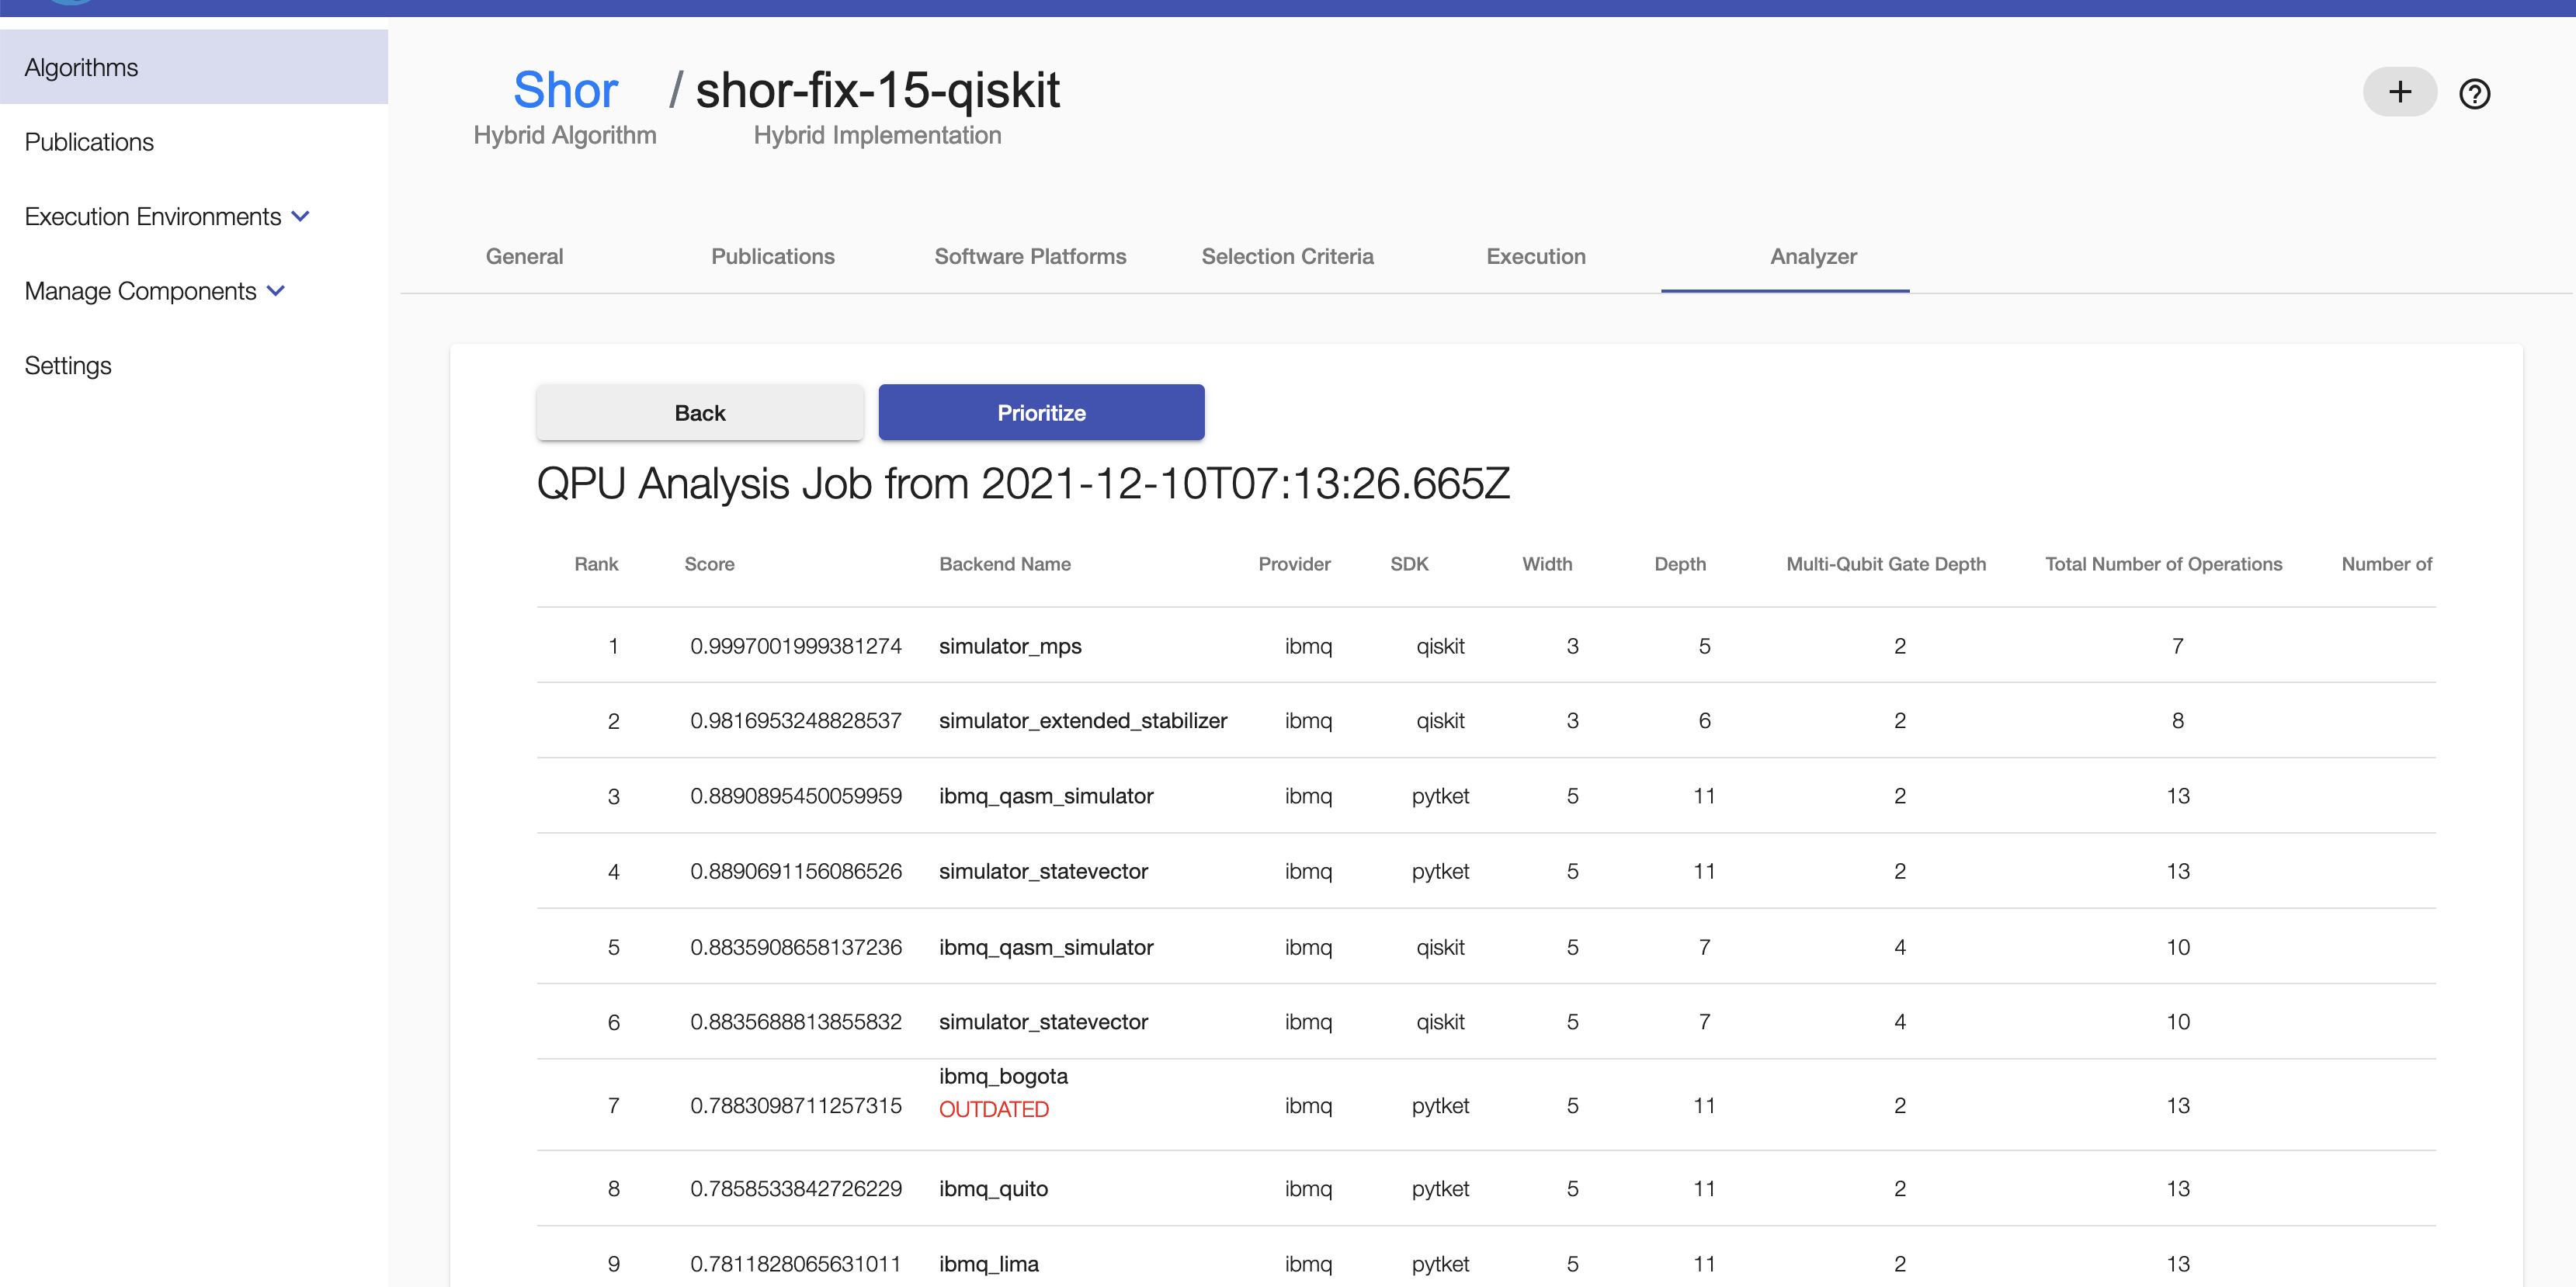 Algorithms
Publications
Execution Environments
Manage Components
Settings
Shor / shor-fix-15-qiskit
Hybrid Algorithm Hybrid Implementation
General Publications Software Platforms Selection Criteria Execution Analyzer
Back Prioritize
QPU Analysis Job from 2021-12-10T07:13:26.665Z
Rank Score Backend Name Provider SDK Width Depth Multi-Qubit Gate Depth Total Number of Operations Number of
1 0.9997001999381274 simulator_mps ibmq qiskit 3 5 2 7
2 0.9816953248828537 simulator_extended_stabilizer ibmq qiskit 3 6 2 8
3 0.8890895450059959 ibmq_qasm_simulator ibmq pytket 5 11 2 13
4 0.8890691156086526 simulator_statevector ibmq pytket 5 11 2 13
5 0.8835908658137236 ibmq_qasm_simulator ibmq qiskit 5 7 4 10
6 0.8835688813855832 simulator_statevector ibmq qiskit 5 7 4 10
7 0.7883098711257315 ibmq_bogota ibmq pytket 5 11 2 13
OUTDATED
8 0.7858533842726229 ibmq_quito ibmq pytket 5 11 2 13
9 0.7811828065631011 ibmq_lima ibmq pytket 5 11 2 13